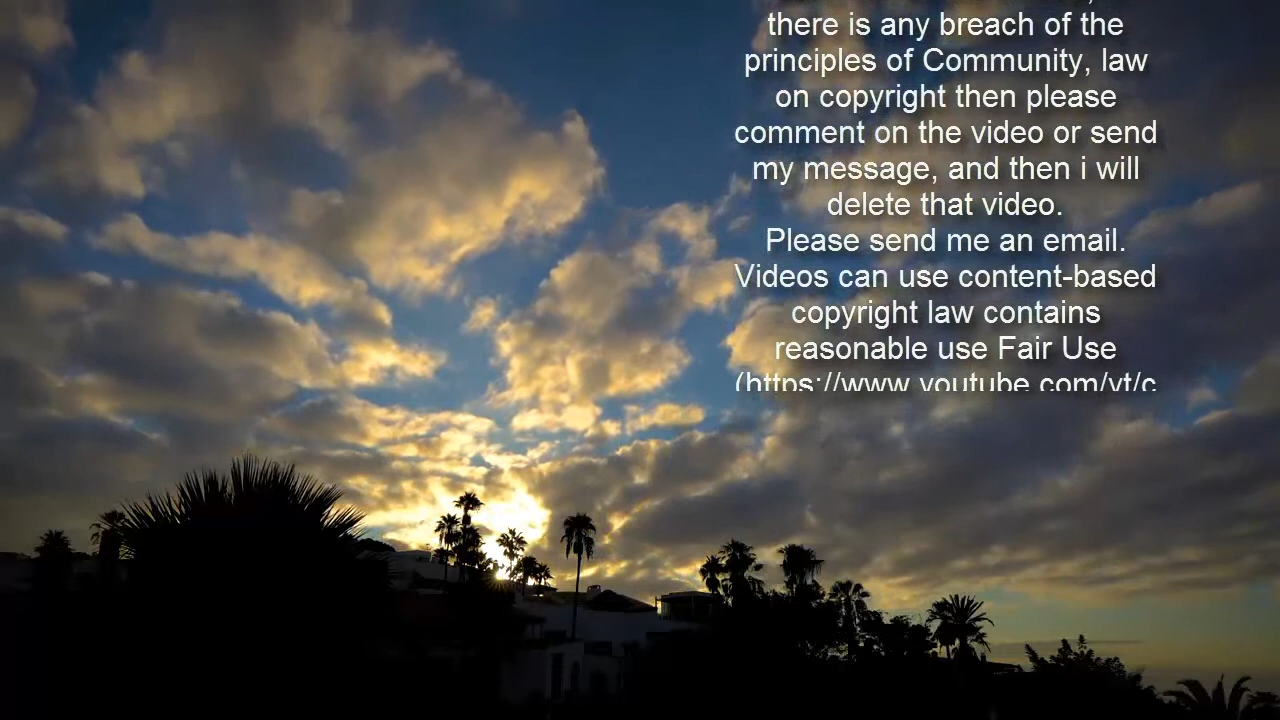 there is any breach of the
principles of Community, law
on copyright then please
comment on the video or send
my message, and then i will
delete that video.
Please send me an email.
Videos can use content-based
copyright law contains
reasonable use Fair Use
(https://www.youtube.com/yt/c